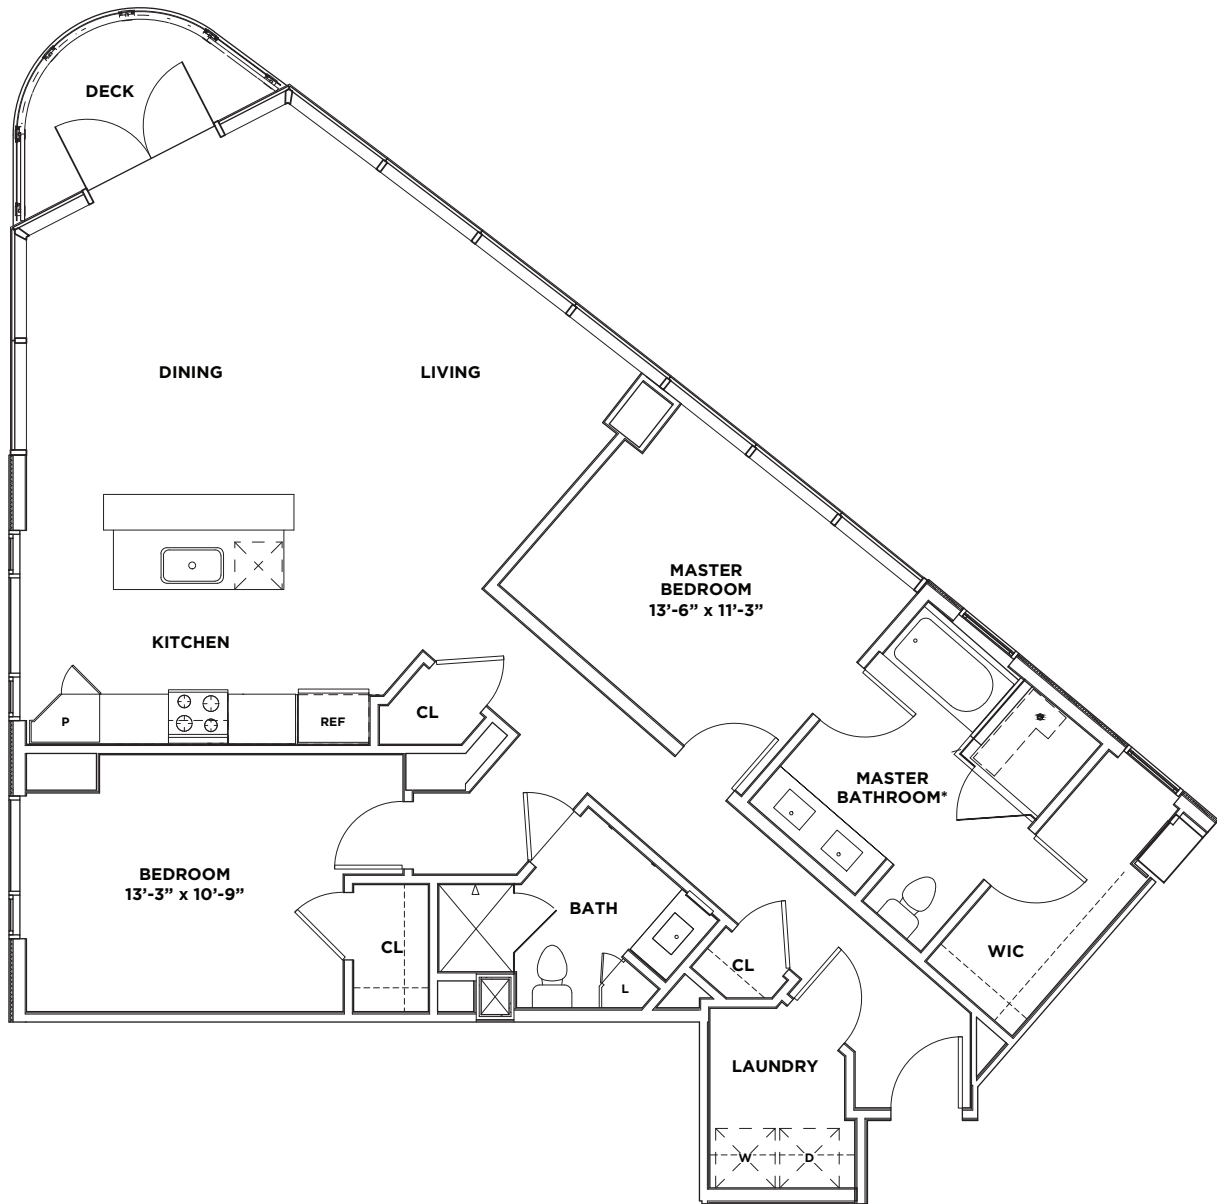 DECK
DINING
LIVING
MASTER
BEDROOM
13’-6” x 11’-3”
KITCHEN
P
REF
CL
MASTER
BATHROOM*
BEDROOM
13’-3” x 10’-9”
BATH
CL
CL
WIC
L
LAUNDRY
W
D